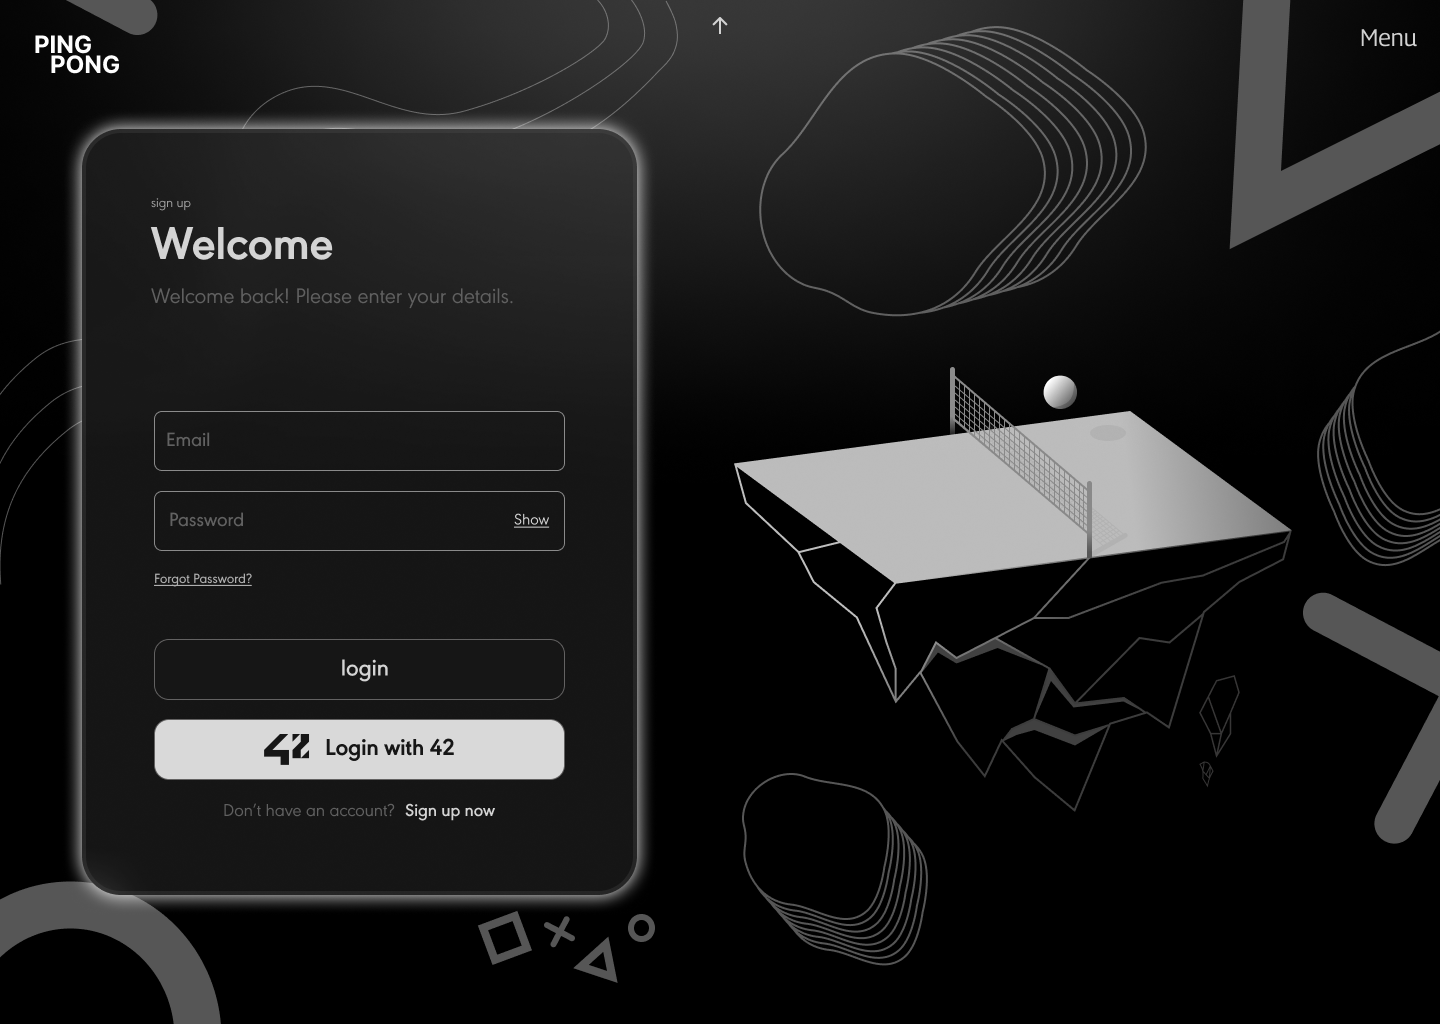 PING
PONG
Menu
sign up
Welcome
Welcome back! Please enter your details.
Email
Password
Show
Forgot Password?
login
42 Login with 42
Don't have an account? Sign up now